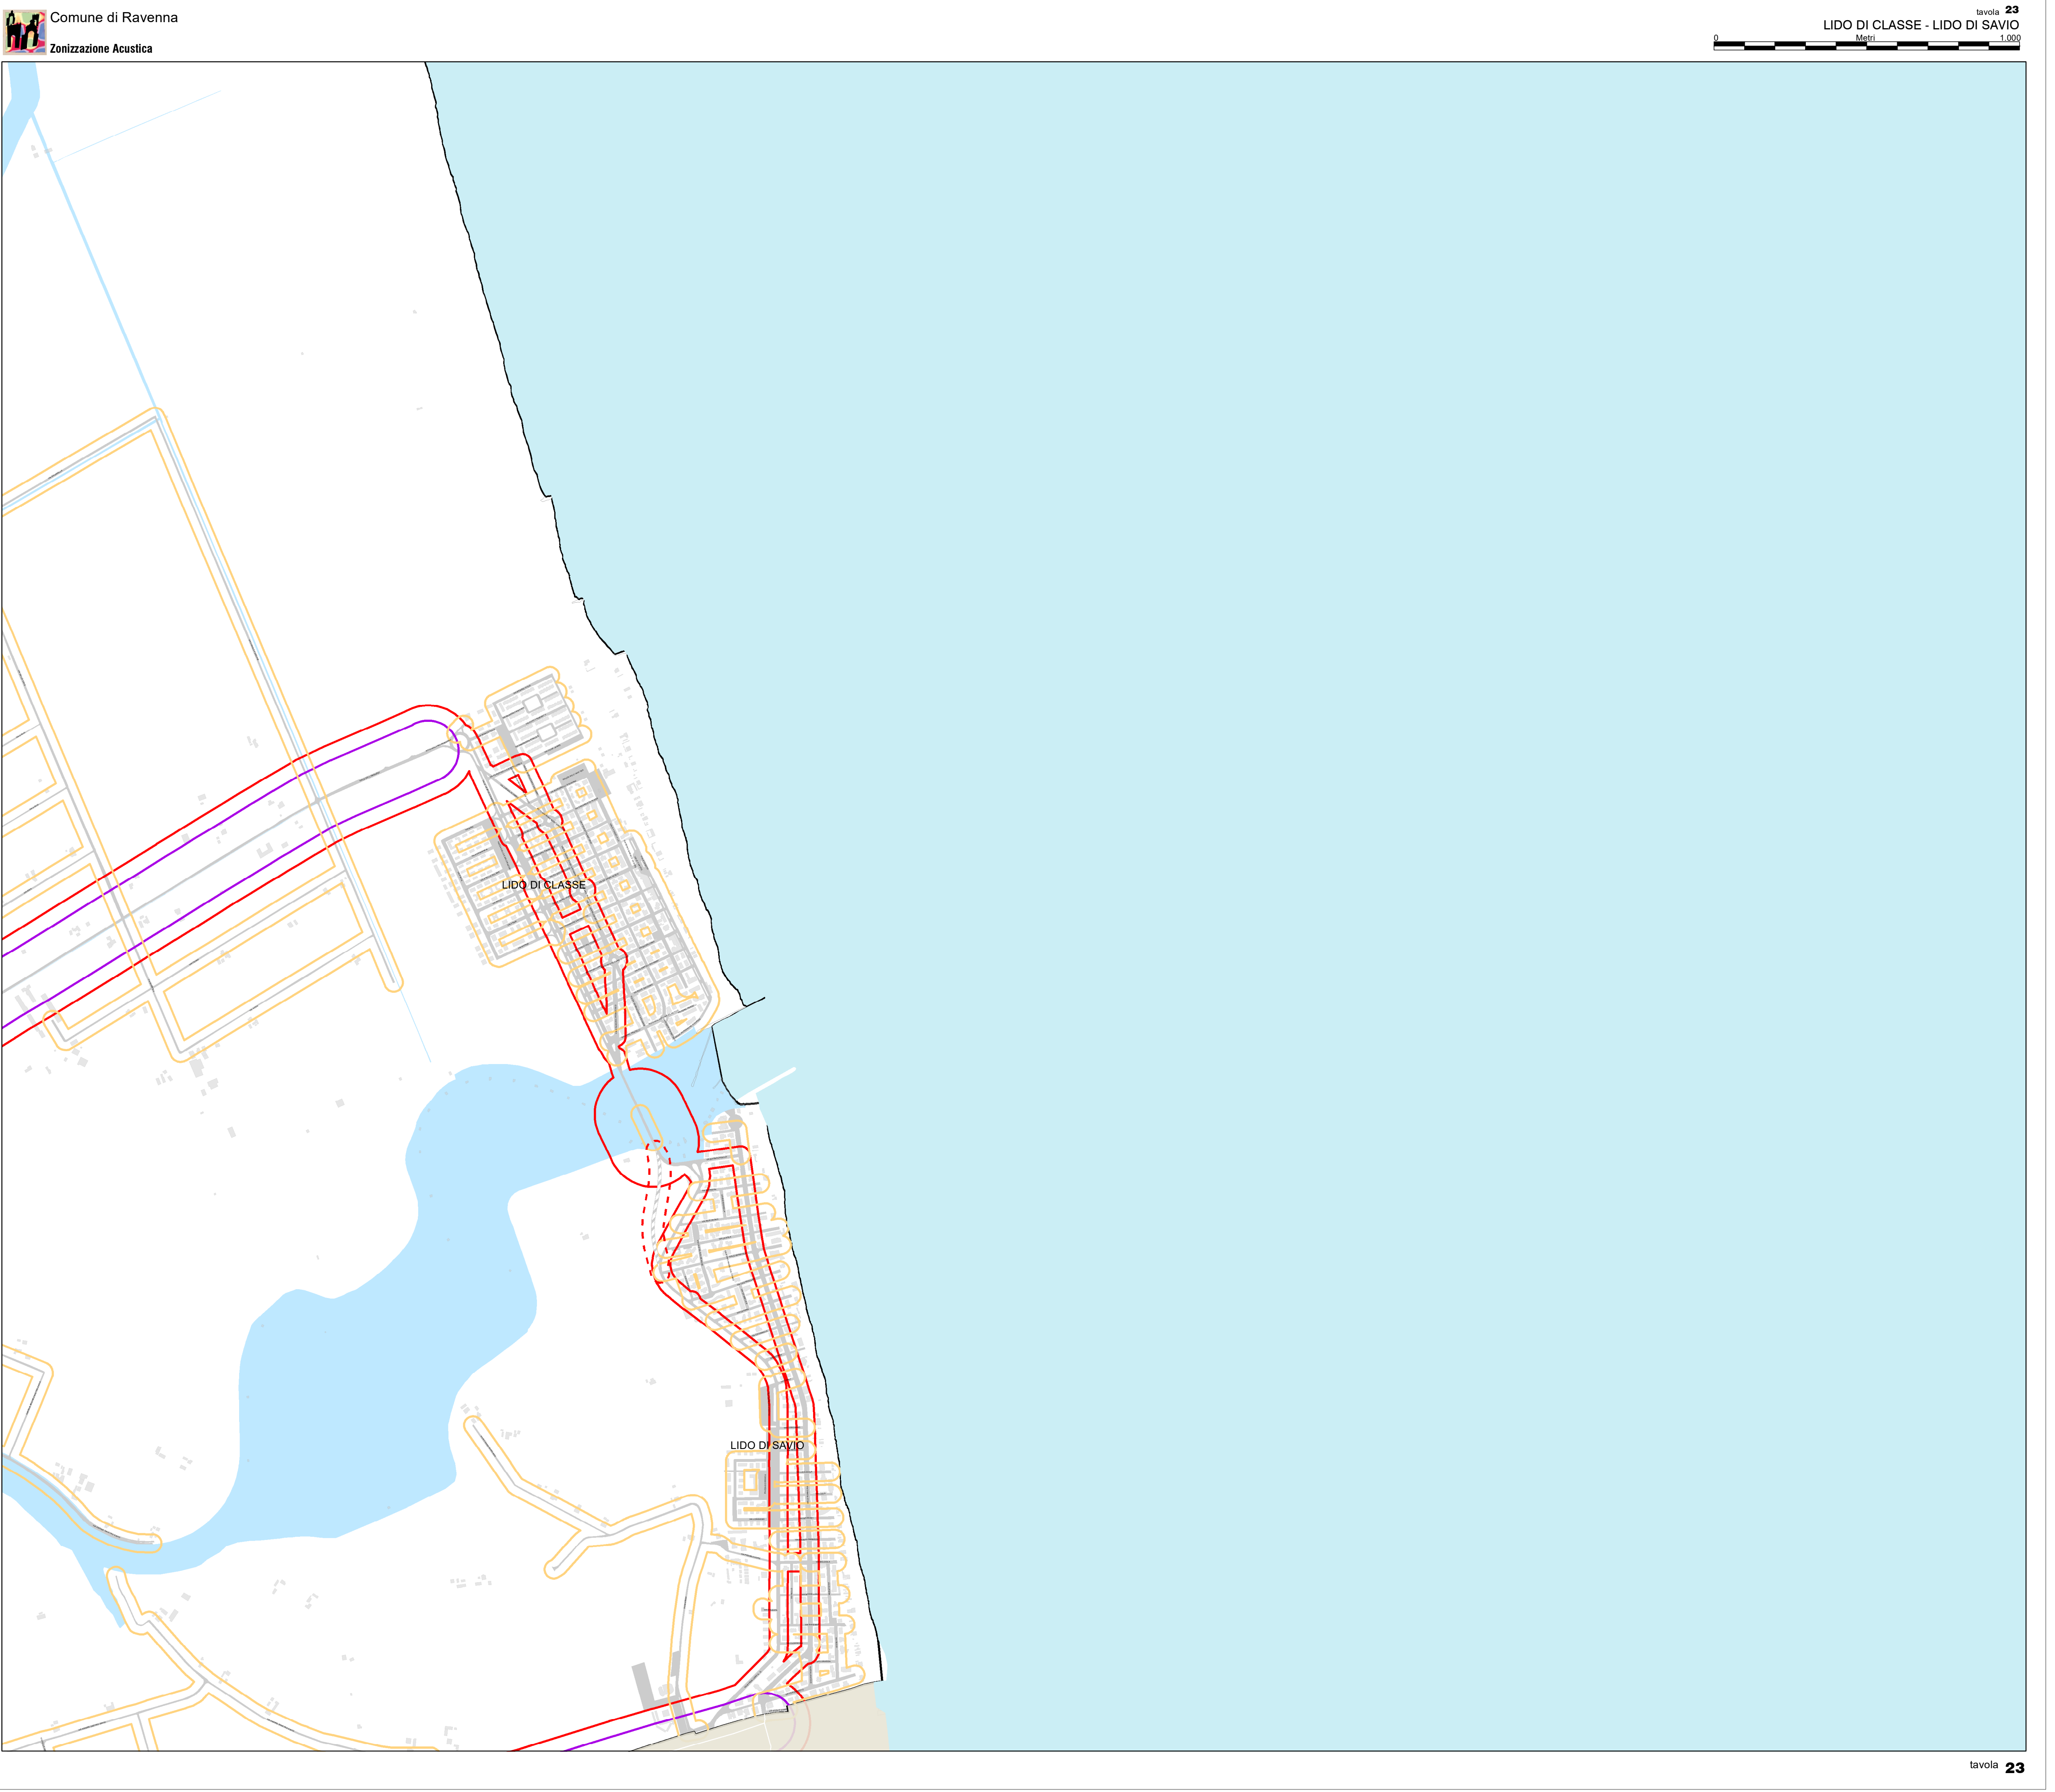 Comune di Ravenna
Zonizzazione Acustica
tavola 23
LIDO DI CLASSE - LIDO DI SAVIO
0 Metri 1.000
LIDO DI CLASSE
LIDO DI SAVIO
tavola 23